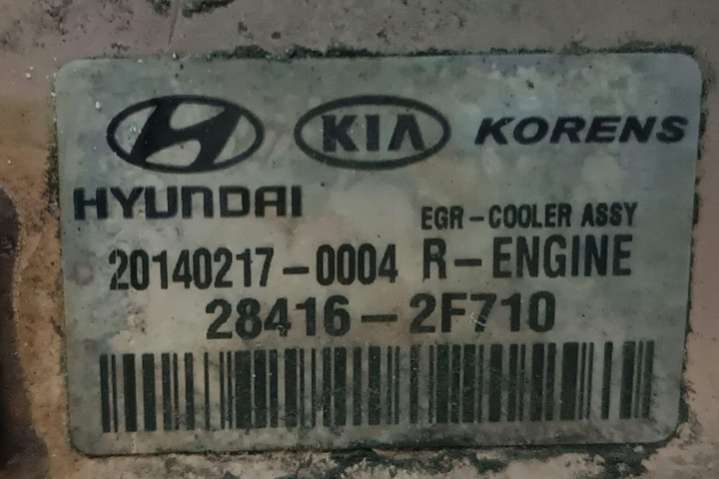 KIA KORENS
HYUNDAI EGR-COOLER ASSY
20140217-0004 R-ENGINE
28416-2F710